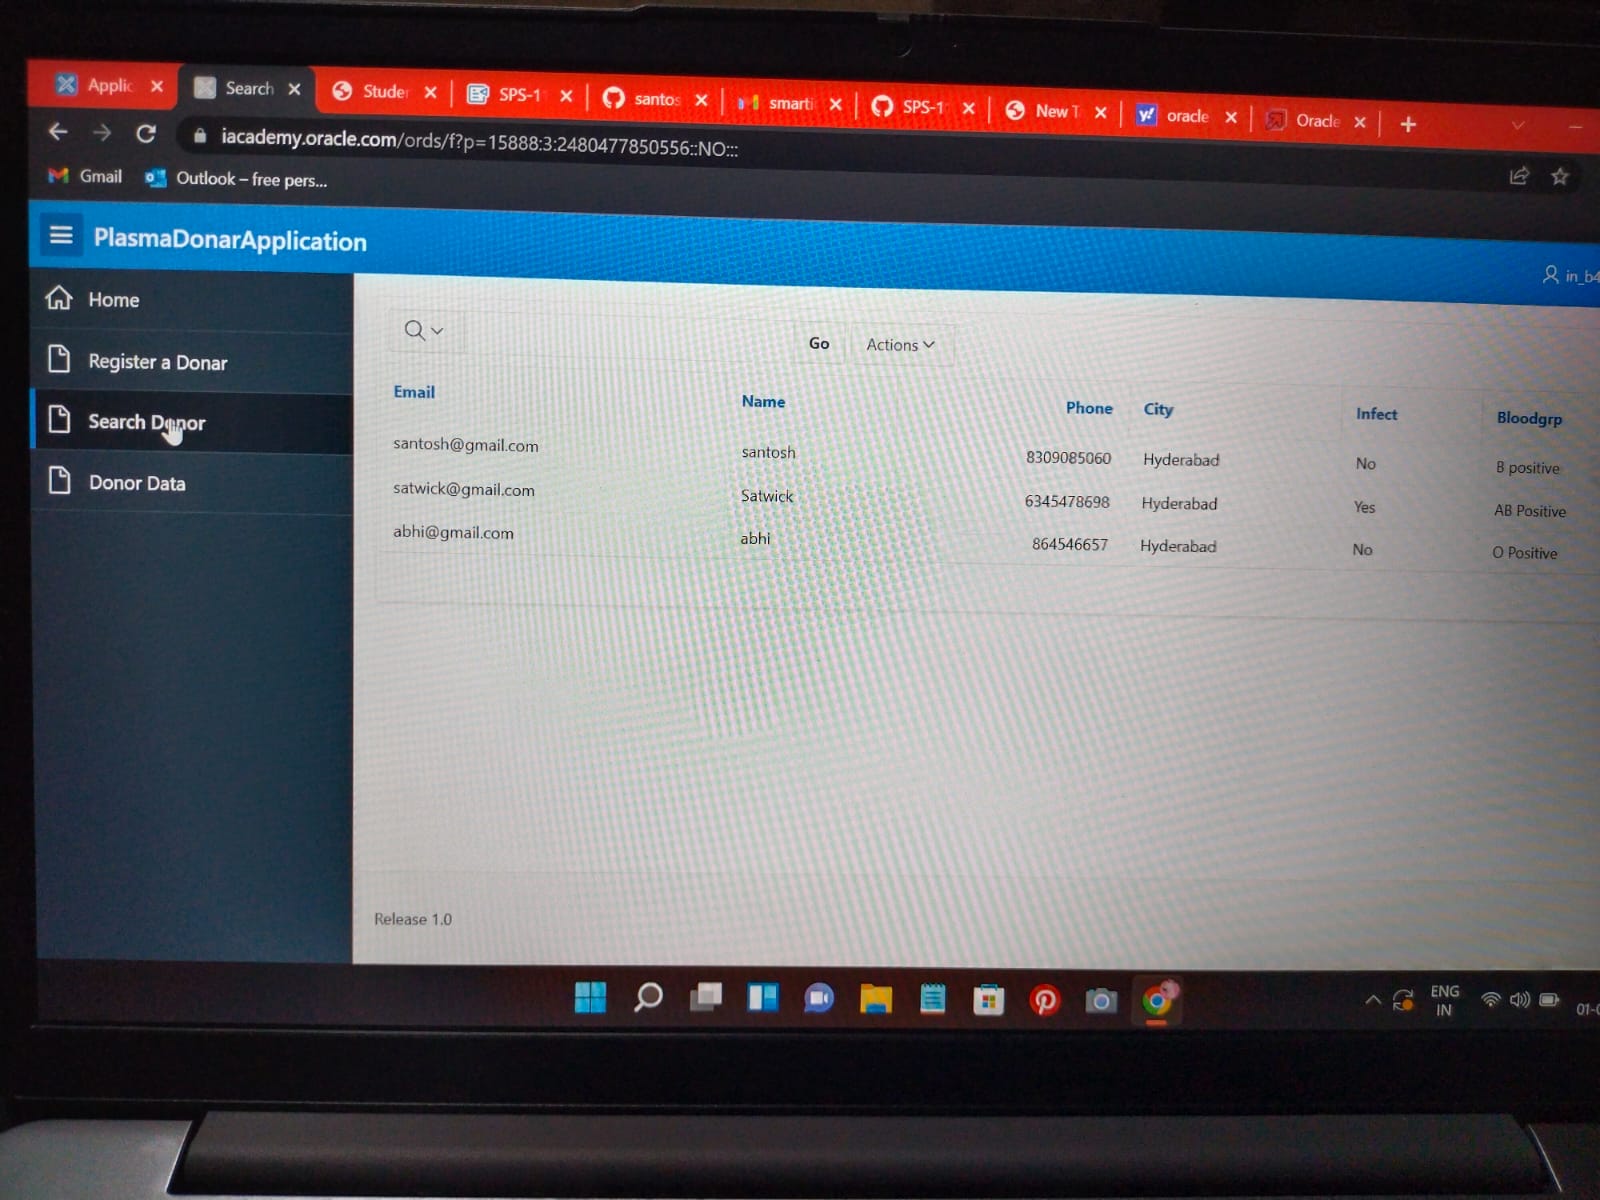 Applic
Search
Studer
SPS-1
santos
smarti
SPS-1
New T
oracle
Oracle
iacademy.oracle.com/ords/f?p=15888:3:2480477850556::NO:::
Gmail
Outlook – free pers...
PlasmaDonarApplication
in_b4
Home
Register a Donar
Search Donor
Donor Data
Go
Actions
Email Name Phone City Infect Bloodgrp
santosh@gmail.com santosh 8309085060 Hyderabad No B positive
satwick@gmail.com Satwick 6345478698 Hyderabad Yes AB Positive
abhi@gmail.com abhi 864546657 Hyderabad No O Positive
Release 1.0
ENG
IN
01-0